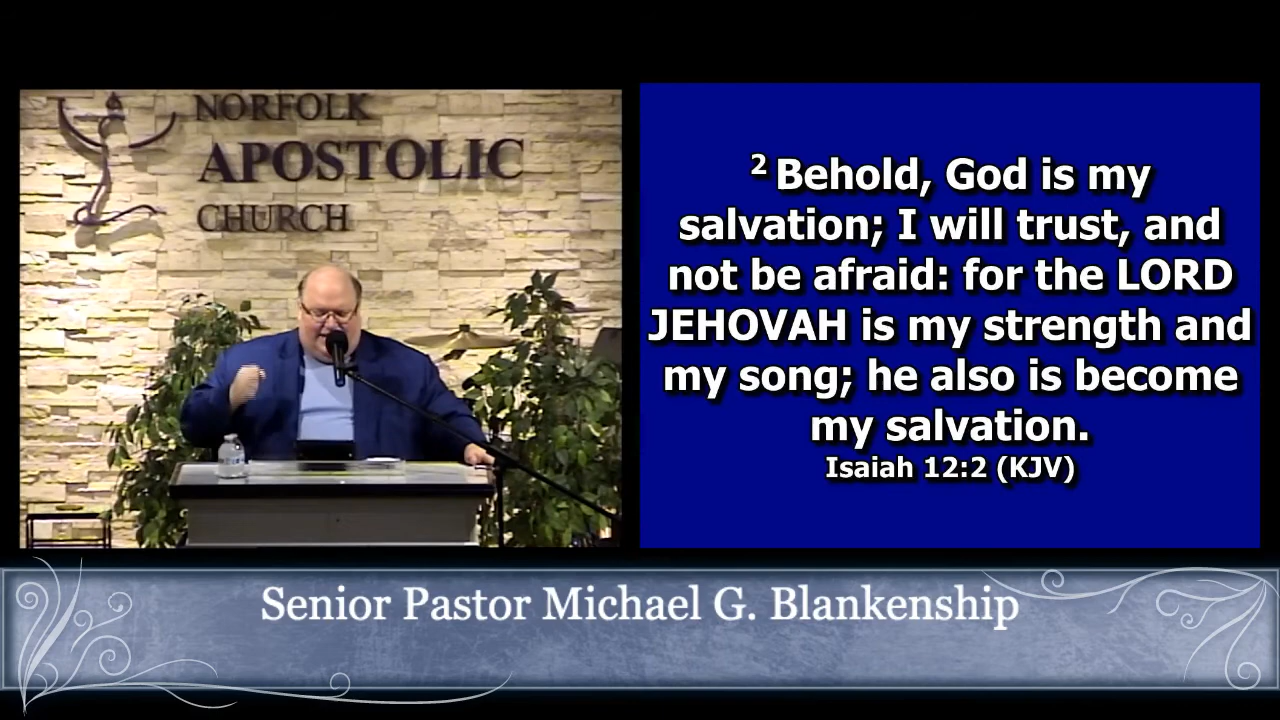 NORFOLK
APOSTOLIC
CHURCH
2 Behold, God is my
salvation; I will trust, and
not be afraid: for the LORD
JEHOVAH is my strength and
my song; he also is become
my salvation.
Isaiah 12:2 (KJV)
Senior Pastor Michael G. Blankenship